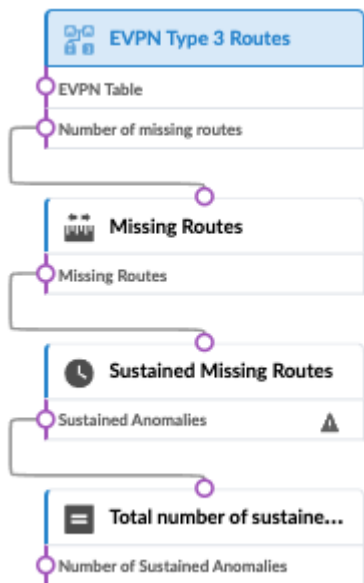 EVPN Type 3 Routes
EVPN Table
Number of missing routes
Missing Routes
Missing Routes
Sustained Missing Routes
Sustained Anomalies
Total number of sustaine...
Number of Sustained Anomalies